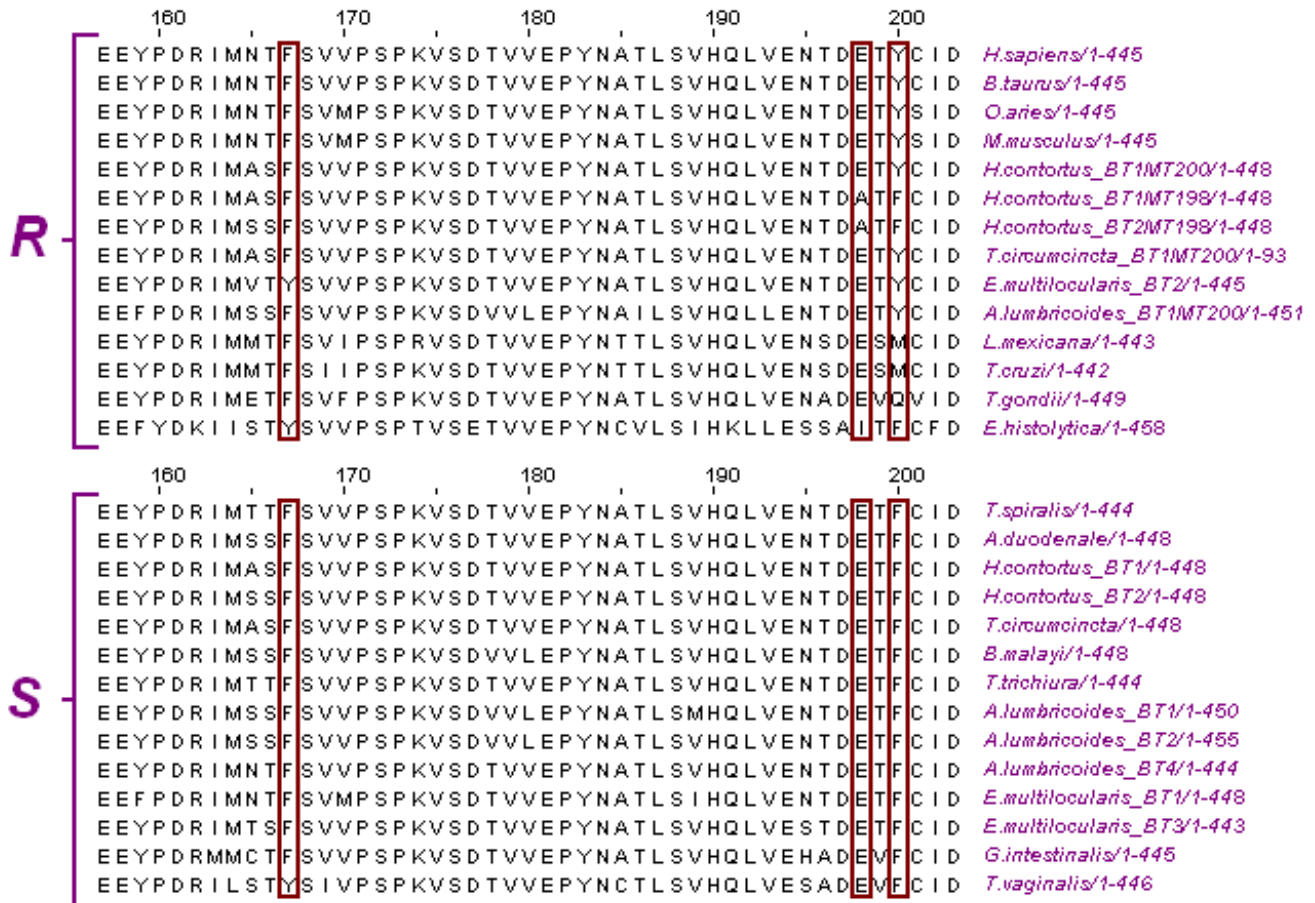 160 170 180 190 200
R
EEYPDRIMNTFSVVPSPKVSDTVVEPYNATLSVHQLVENTDETYCID H.sapiens/1-445
EEYPDRIMNTFSVVPSPKVSDTVVEPYNATLSVHQLVENTDETYCID B.taurus/1-445
EEYPDRIMNTFSVMPSPKVSDTVVEPYNATLSVHQLVENTDETYSID O.aries/1-445
EEYPDRIMNTFSVMPSPKVSDTVVEPYNATLSVHQLVENTDETYSID M.musculus/1-445
EEYPDRIMASFSVVPSPKVSDTVVEPYNATLSVHQLVENTDETYCID H.contortus_BT1MT200/1-448
EEYPDRIMASFSVVPSPKVSDTVVEPYNATLSVHQLVENTDATFCID H.contortus_BT1MT198/1-448
EEYPDRIMSSFSVVPSPKVSDTVVEPYNATLSVHQLVENTDATFCID H.contortus_BT2MT198/1-448
EEYPDRIMASFSVVPSPKVSDTVVEPYNATLSVHQLVENTDETYCID T.circumcincta_BT1MT200/1-93
EEYPDRIMVTYSVVPSPKVSDTVVEPYNATLSVHQLVENTDETYCID E.multilocularis_BT2/1-445
EEFPDRIMSSFSVVPSPKVSDVVLEPYNAILSVHQLLENTDETYCID A.lumbricoides_BT1MT200/1-451
EEYPDRIMMTFSVIPSPRVSDTVVEPYNTTLSVHQLVENSDESMCID L.mexicana/1-443
EEYPDRIMMTFSIIPSPKVSDTVVEPYNTTLSVHQLVENSDESMCID T.cruzi/1-442
EEYPDRIMETFSVFPSPKVSDTVVEPYNATLSVHQLVENADEVQVID T.gondii/1-449
EEFYDKIISTYSVVPSPTVSETVVEPYNCVLSIHKLLESSAITFCFD E.histolytica/1-458
160 170 180 190 200
S
EEYPDRIMTTFSVVPSPKVSDTVVEPYNATLSVHQLVENTDETFCID T.spiralis/1-444
EEYPDRIMSSFSVVPSPKVSDTVVEPYNATLSVHQLVENTDETFCID A.duodenale/1-448
EEYPDRIMASFSVVPSPKVSDTVVEPYNATLSVHQLVENTDETFCID H.contortus_BT1/1-448
EEYPDRIMSSFSVVPSPKVSDTVVEPYNATLSVHQLVENTDETFCID H.contortus_BT2/1-448
EEYPDRIMASFSVVPSPKVSDTVVEPYNATLSVHQLVENTDETFCID T.circumcincta/1-448
EEYPDRIMSSFSVVPSPKVSDVVLEPYNATLSVHQLVENTDETFCID B.malayi/1-448
EEYPDRIMTTFSVVPSPKVSDTVVEPYNATLSVHQLVENTDETFCID T.trichiura/1-444
EEYPDRIMSSFSVVPSPKVSDVVLEPYNATLSMHQLVENTDETFCID A.lumbricoides_BT1/1-450
EEYPDRIMSSFSVVPSPKVSDVVLEPYNATLSVHQLVENTDETFCID A.lumbricoides_BT2/1-455
EEYPDRIMNTFSVVPSPKVSDTVVEPYNATLSVHQLVENTDETFCID A.lumbricoides_BT4/1-444
EEFPDRIMNTFSVMPSPKVSDTVVEPYNATLSIHQLVENTDETFCID E.multilocularis_BT1/1-448
EEYPDRIMTSFSVVPSPKVSDTVVEPYNATLSVHQLVESTDETFCID E.multilocularis_BT3/1-443
EEYPDRMMCTFSVVPSPKVSDTVVEPYNATLSVHQLVEHADEVFCID G.intestinalis/1-445
EEYPDRILSTYSIVPSPKVSDTVVEPYNCTLSVHQLVESADEVFCID T.vaginalis/1-446